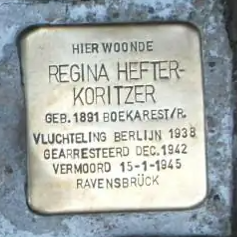 HIER WOONDE
REGINA HEFTER-
KORITZER
GEB. 1891 BOEKAREST/R.
VLUCHTELING BERLIJN 1938
GEARRESTEERD DEC. 1942
VERMOORD 15-1-1945
RAVENSBRÜCK